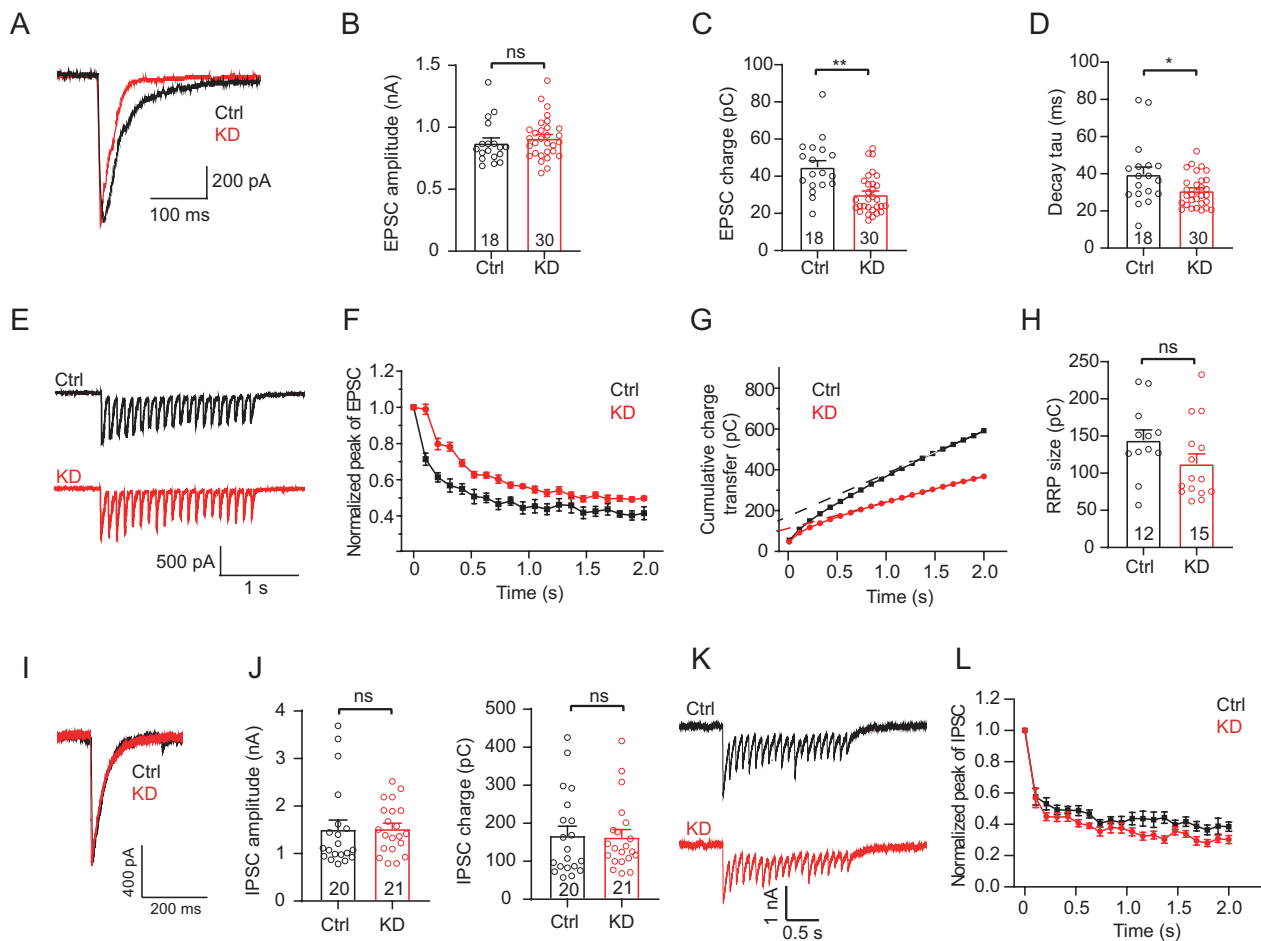 A
Ctrl
KD
200 pA
100 ms
B
ns
EPSC amplitude (nA)
1.5
1.0
0.5
0
18
30
Ctrl
KD
C
**
EPSC charge (pC)
100
80
60
40
20
0
18
30
Ctrl
KD
D
*
Decay tau (ms)
100
80
60
40
20
0
18
30
Ctrl
KD
E
Ctrl
KD
500 pA
1 s
F
Normalized peak of EPSC
1.2
1.0
0.8
0.6
0.4
Ctrl
KD
0
0.5
1.0
1.5
2.0
Time (s)
G
Cumulative charge
transfer (pC)
800
600
400
200
0
Ctrl
KD
0
0.5
1.0
1.5
2.0
Time (s)
H
ns
RRP size (pC)
250
200
150
100
50
0
12
15
Ctrl
KD
I
Ctrl
KD
400 pA
200 ms
J
ns
IPSC amplitude (nA)
4
3
2
1
0
20
21
Ctrl
KD
ns
IPSC charge (pC)
500
400
300
200
100
0
20
21
Ctrl
KD
K
Ctrl
KD
1 nA
0.5 s
L
Normalized peak of IPSC
1.2
1.0
0.8
0.6
0.4
0.2
0
Ctrl
KD
0
0.5
1.0
1.5
2.0
Time (s)